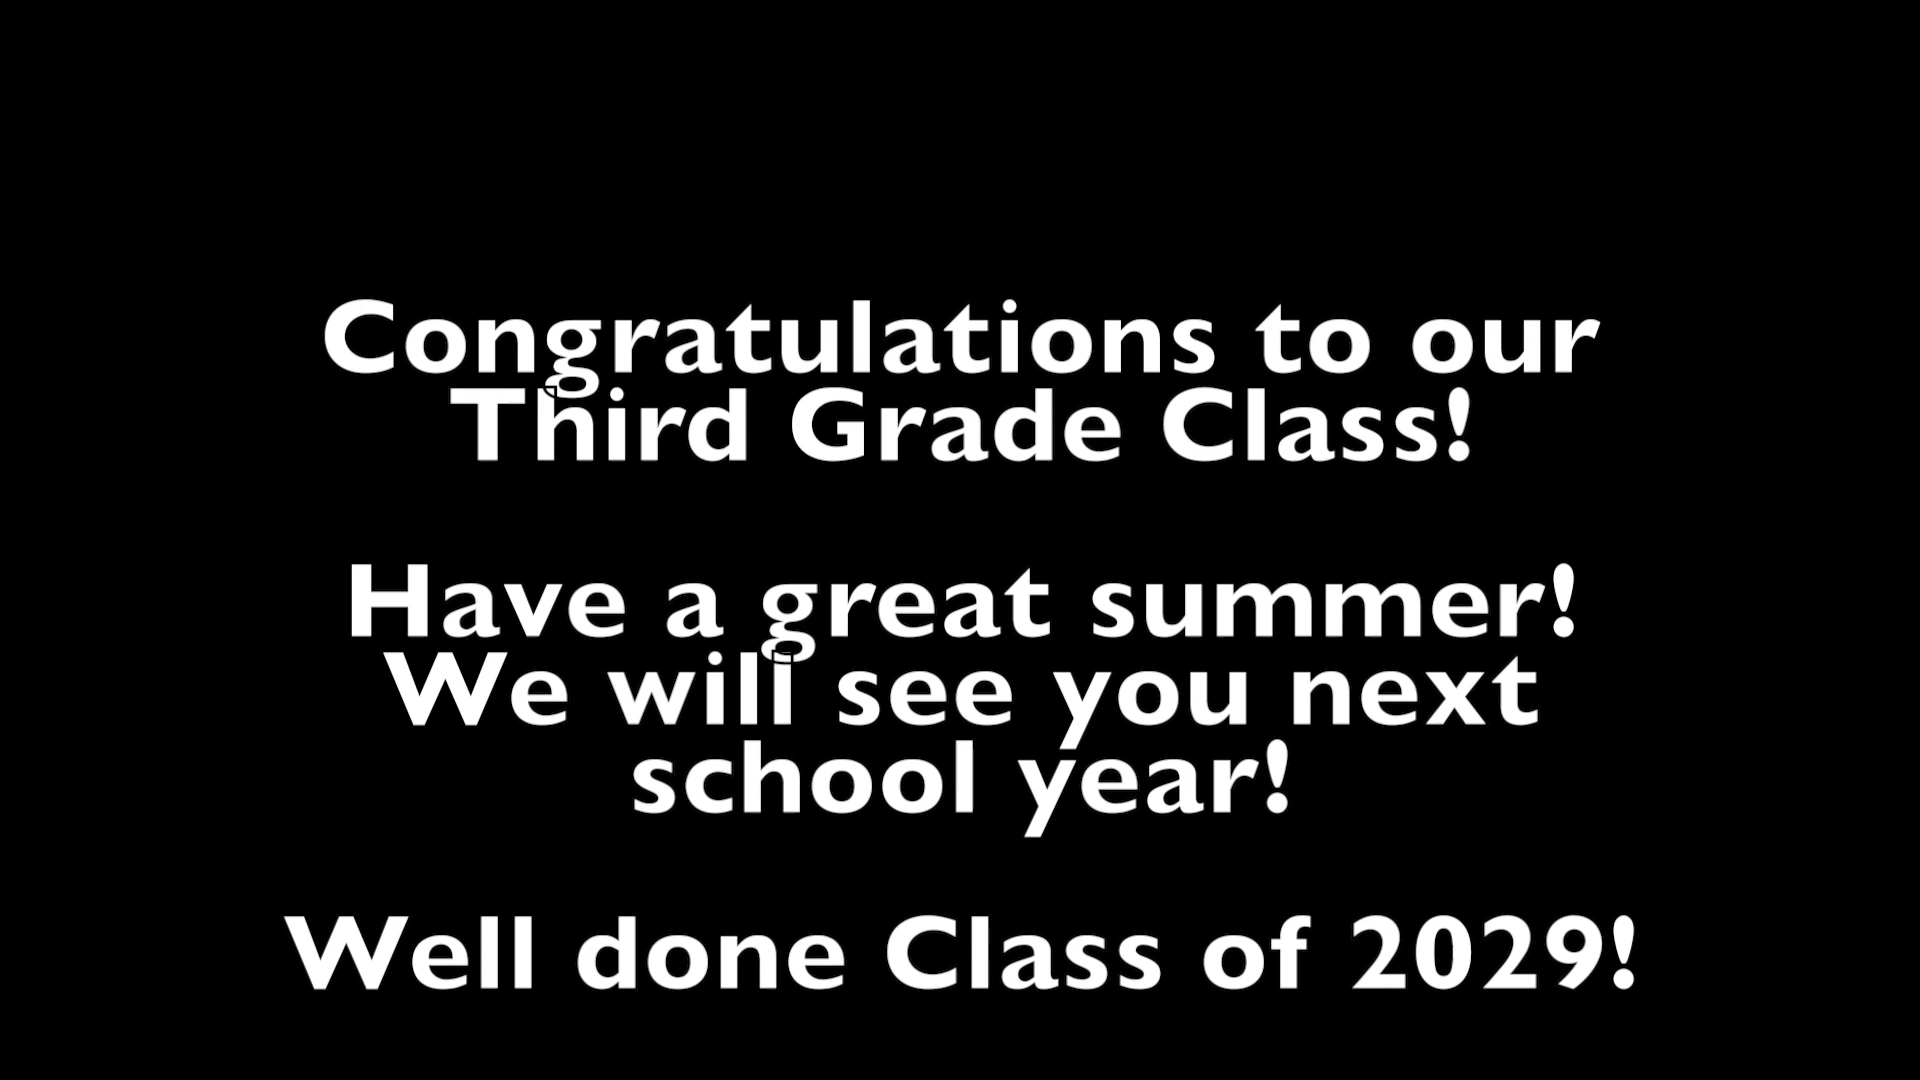 Congratulations to our
Third Grade Class!
Have a great summer!
We will see you next
school year!
Well done Class of 2029!